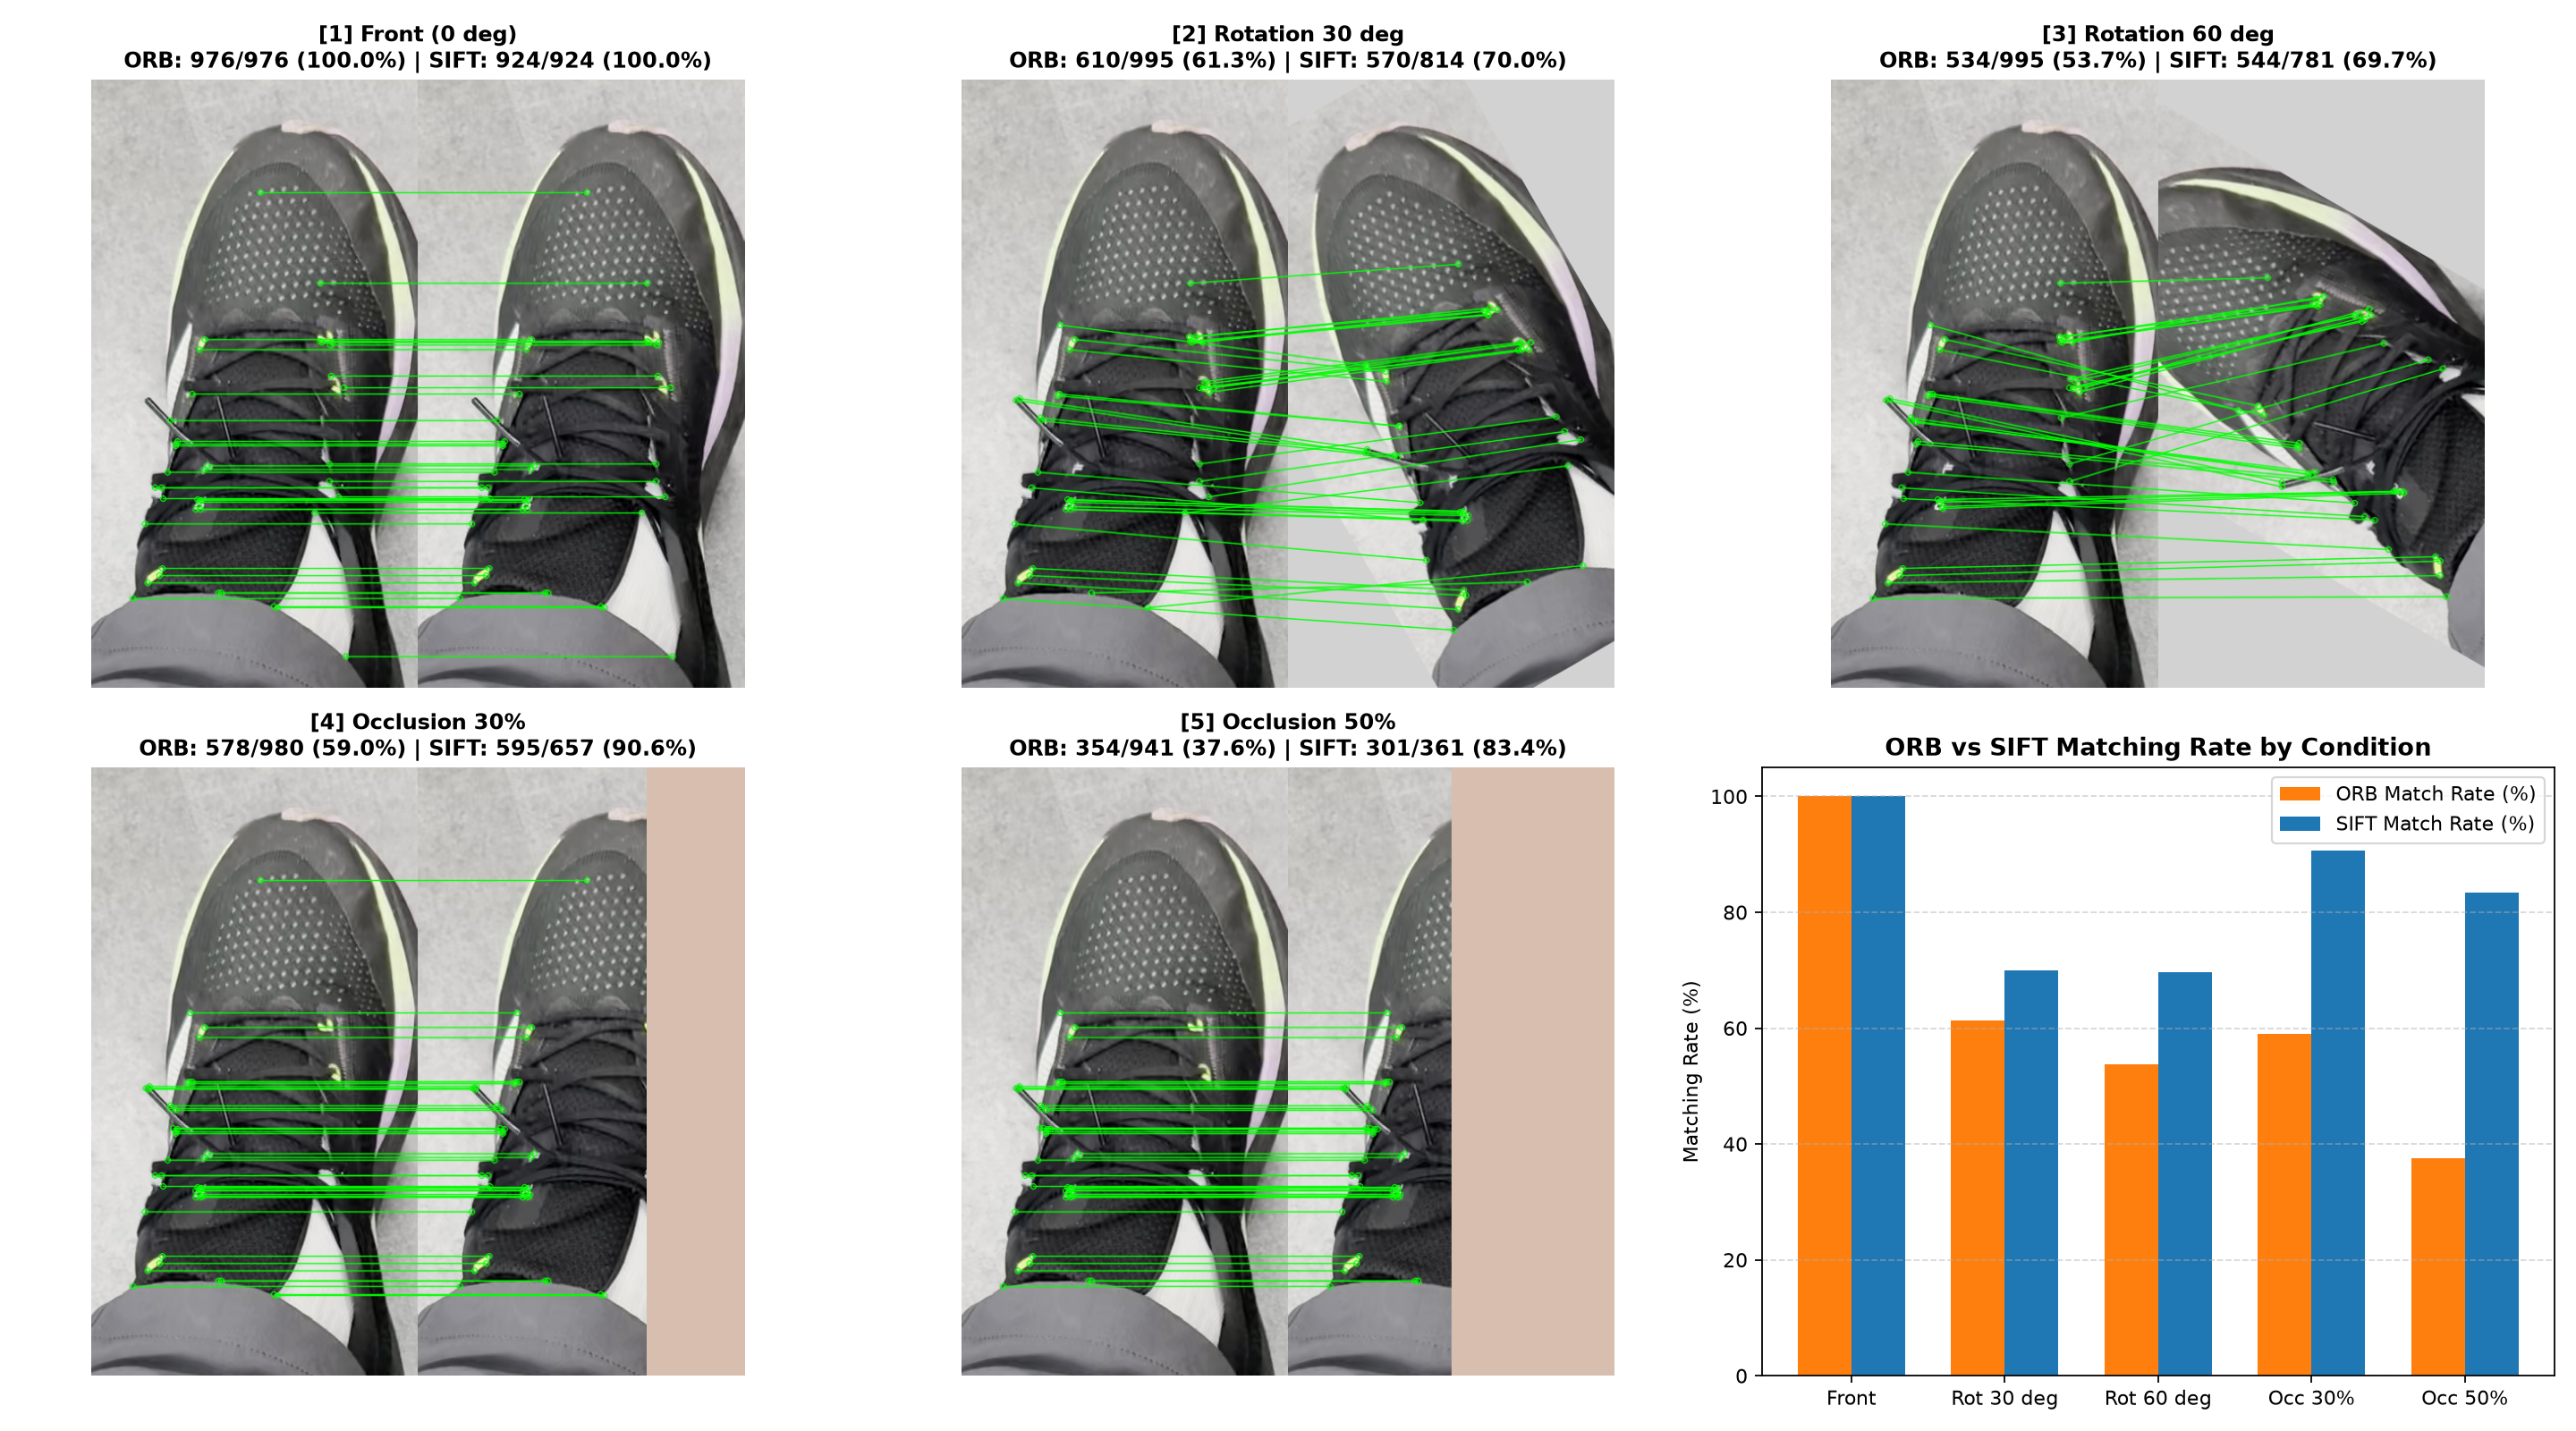 [1] Front (0 deg)
ORB: 976/976 (100.0%) | SIFT: 924/924 (100.0%)
[2] Rotation 30 deg
ORB: 610/995 (61.3%) | SIFT: 570/814 (70.0%)
[3] Rotation 60 deg
ORB: 534/995 (53.7%) | SIFT: 544/781 (69.7%)
[4] Occlusion 30%
ORB: 578/980 (59.0%) | SIFT: 595/657 (90.6%)
[5] Occlusion 50%
ORB: 354/941 (37.6%) | SIFT: 301/361 (83.4%)
ORB vs SIFT Matching Rate by Condition
ORB Match Rate (%)
SIFT Match Rate (%)
Matching Rate (%)
100
80
60
40
20
0
Front
Rot 30 deg
Rot 60 deg
Occ 30%
Occ 50%